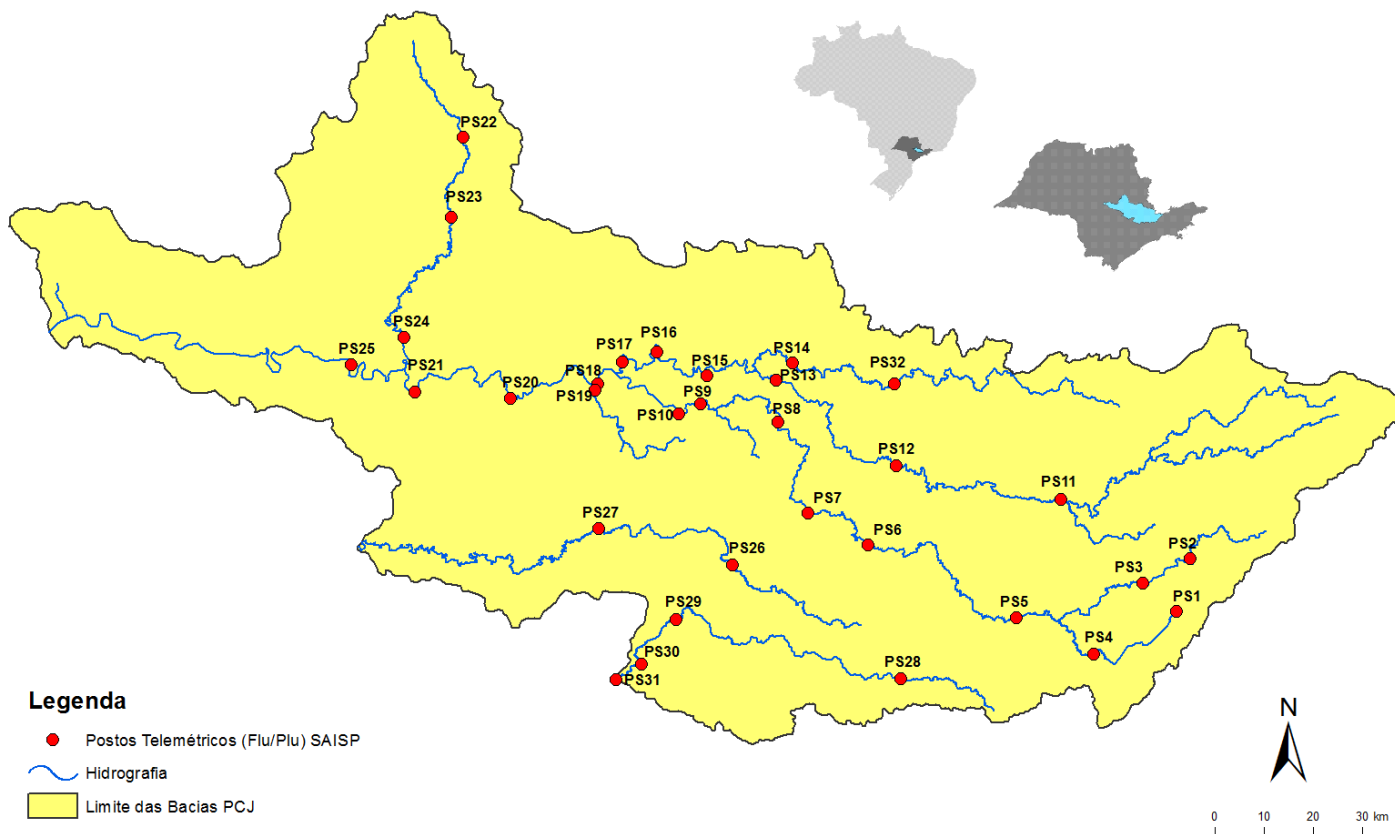 PS22
PS23
PS24
PS25
PS21
PS20
PS18
PS19
PS17
PS16
PS15
PS14
PS13
PS32
PS9
PS10
PS8
PS12
PS11
PS7
PS6
PS2
PS3
PS1
PS5
PS4
PS27
PS26
PS29
PS30
PS31
PS28
Legenda
Postos Telemétricos (Flu/Plu) SAISP
Hidrografia
Limite das Bacias PCJ
N
0 10 20 30 km